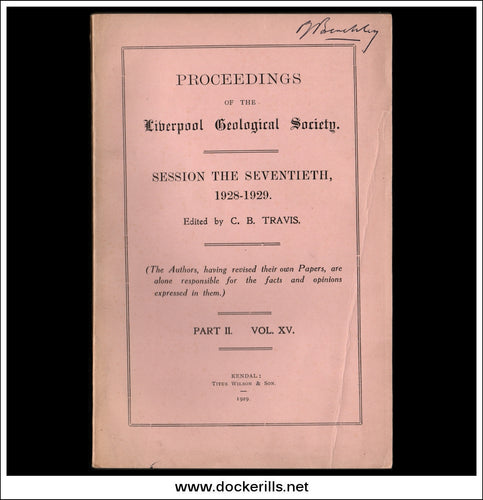 PROCEEDINGS
OF THE
Liverpool Geological Society.
SESSION THE SEVENTIETH,
1928-1929.
Edited by C. B. TRAVIS.
(The Authors, having revised their own Papers, are
alone responsible for the facts and opinions
expressed in them.)
PART II. VOL. XV.
KENDAL:
TITUS WILSON & SON.
1929.
www.dockerills.net